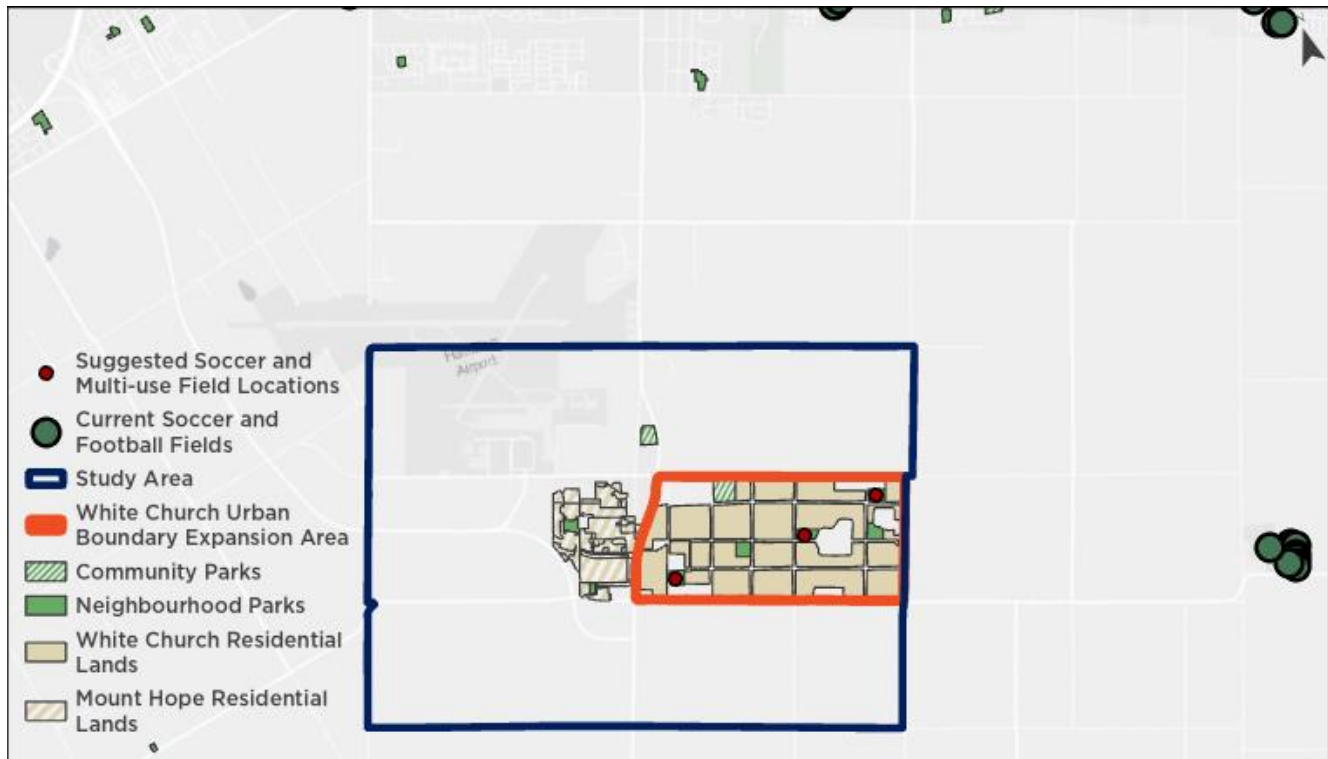 Airport
Suggested Soccer and
Multi-use Field Locations
Current Soccer and
Football Fields
Study Area
White Church Urban
Boundary Expansion Area
Community Parks
Neighbourhood Parks
White Church Residential
Lands
Mount Hope Residential
Lands